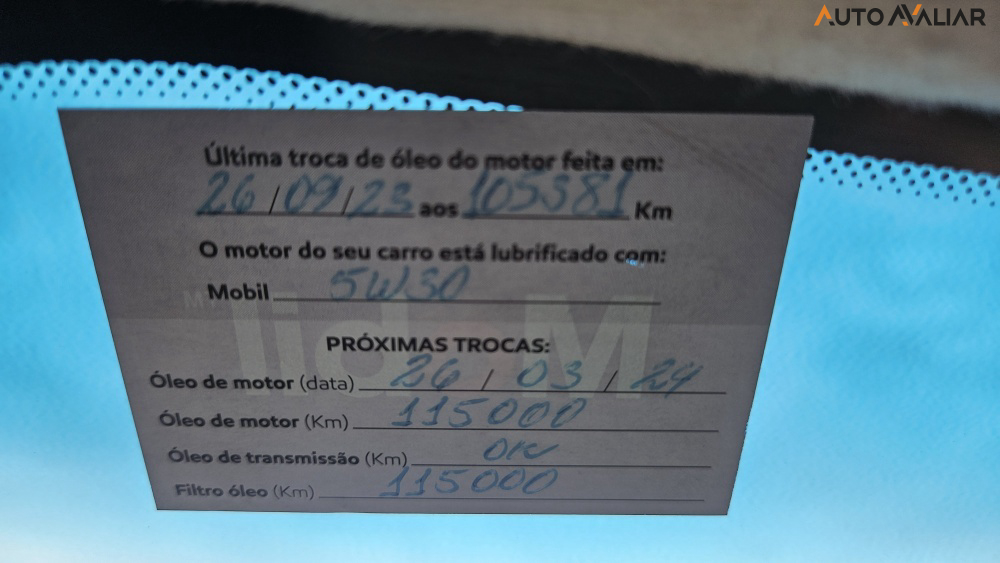 AUTO AVALIAR
Última troca de óleo do motor feita em:
26/09/23 aos 105381 Km
O motor do seu carro está lubrificado com:
Mobil 5W30
PRÓXIMAS TROCAS:
Óleo de motor (data) 26 / 03 / 24
Óleo de motor (Km) 115000
Óleo de transmissão (Km) OK
Filtro óleo (Km) 115000